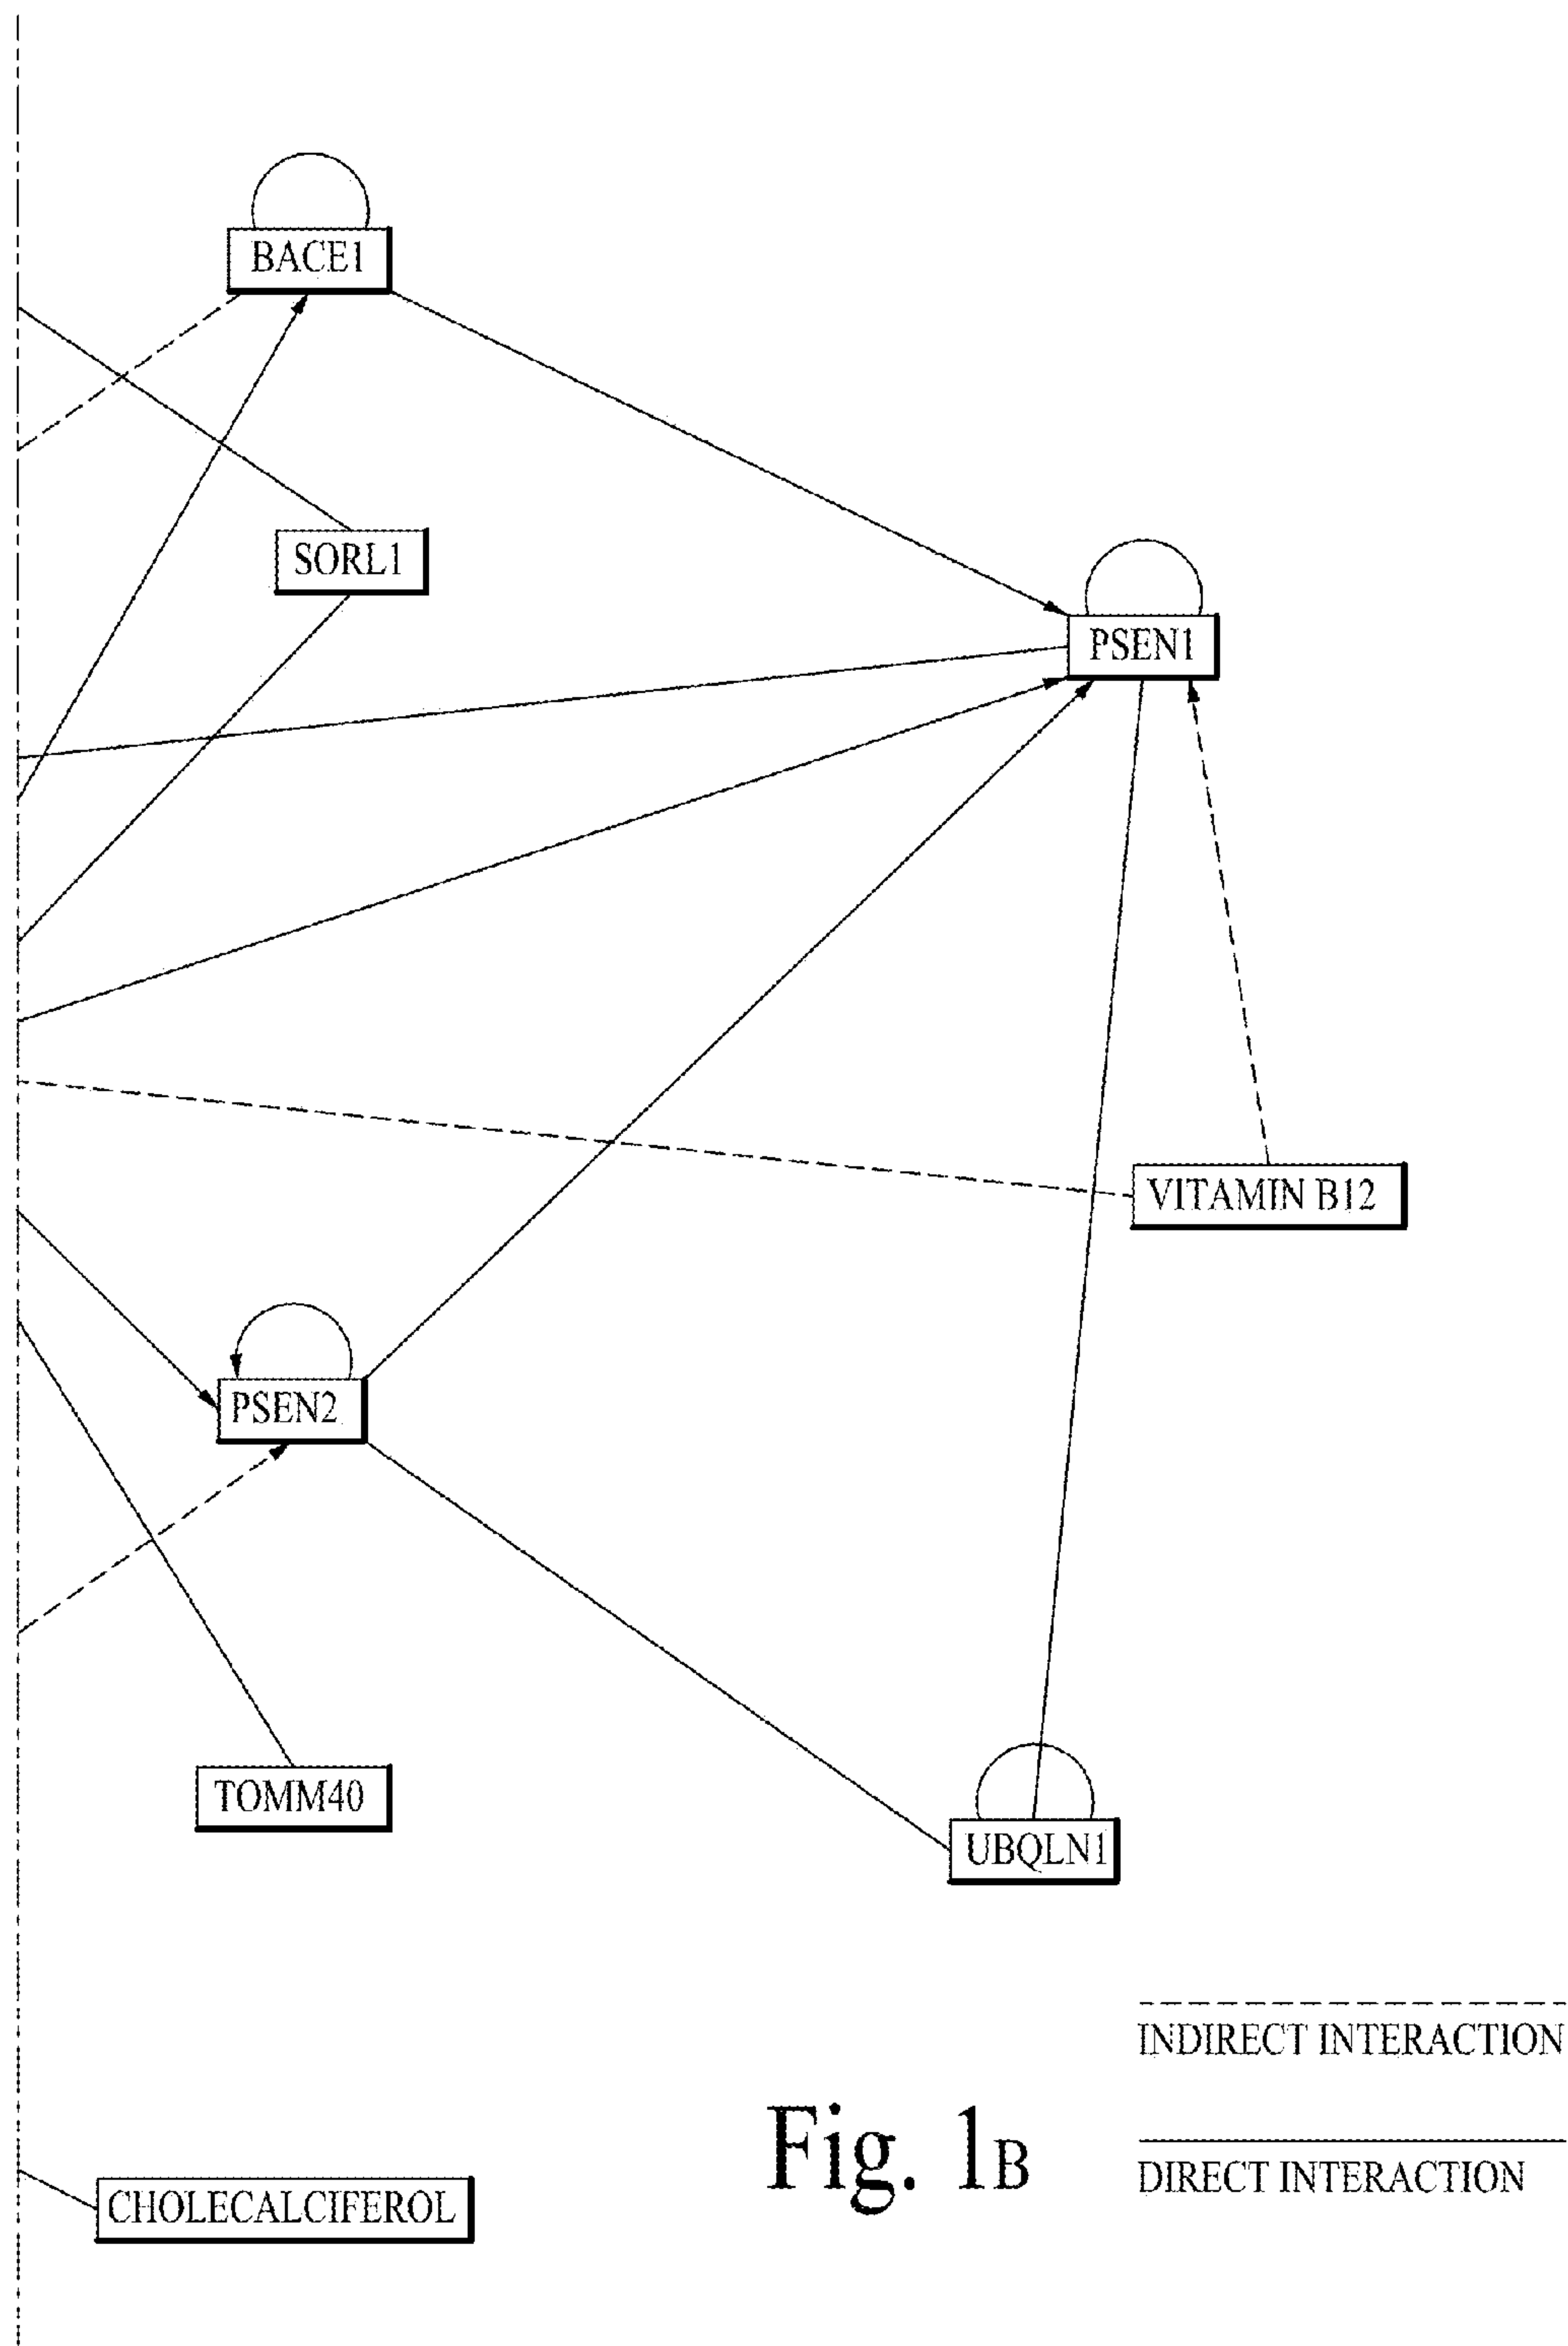 BACE1
SORL1
PSEN1
VITAMIN B12
PSEN2
TOMM40
UBQLN1
INDIRECT INTERACTION
Fig. 1B
DIRECT INTERACTION
CHOLECALCIFEROL